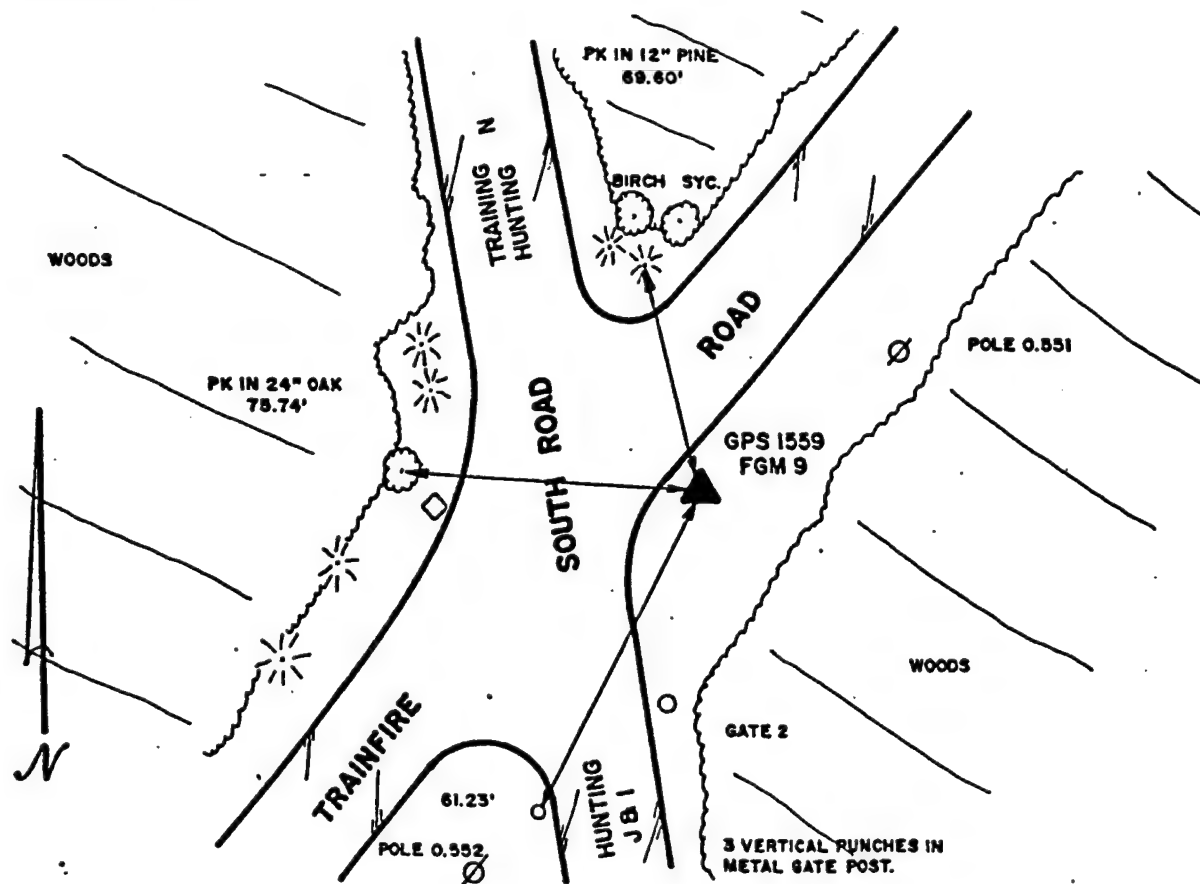 PK IN 12" PINE
69.60'
N
TRAINING
HUNTING
BIRCH SYC.
WOODS
ROAD
POLE 0.551
PK IN 24" OAK
75.74'
GPS 1559
FGM 9
SOUTH ROAD
WOODS
GATE 2
TRAINFIRE
N
61.23'
HUNTING
J & I
POLE 0.552
3 VERTICAL PUNCHES IN
METAL GATE POST.